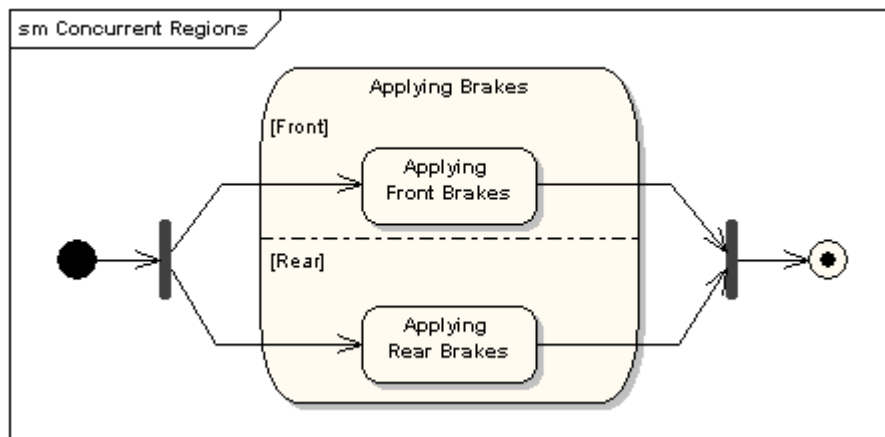 sm Concurrent Regions
Applying Brakes
[Front]
Applying
Front Brakes
[Rear]
Applying
Rear Brakes